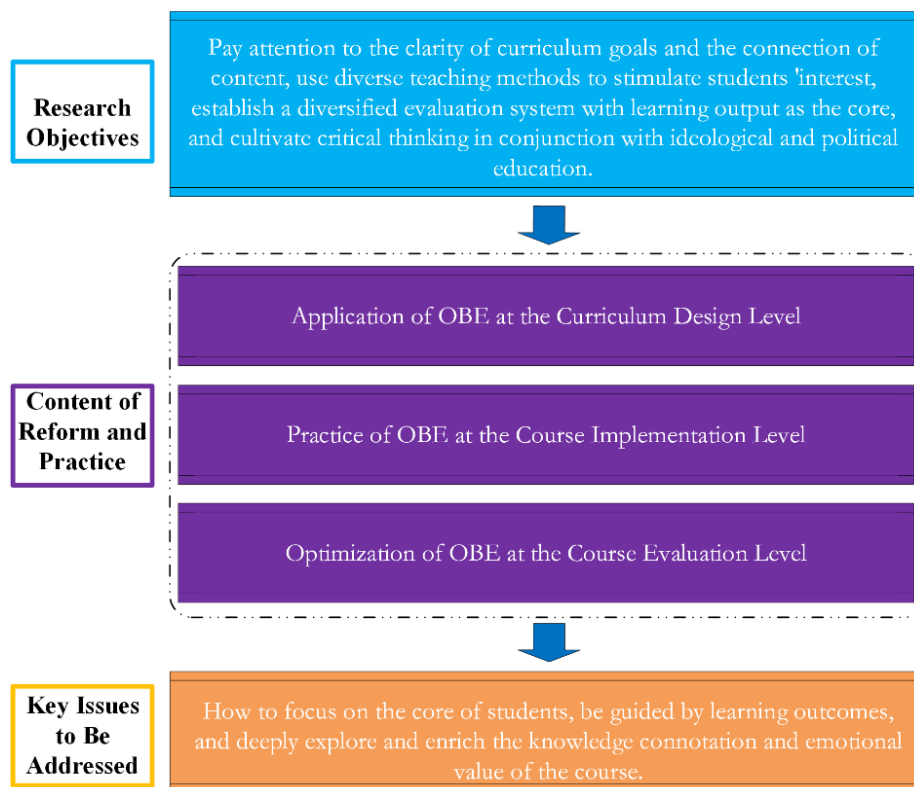 Research
Objectives
Pay attention to the clarity of curriculum goals and the connection of
content, use diverse teaching methods to stimulate students 'interest,
establish a diversified evaluation system with learning output as the core,
and cultivate critical thinking in conjunction with ideological and political
education.
Content of
Reform and
Practice
Application of OBE at the Curriculum Design Level
Practice of OBE at the Course Implementation Level
Optimization of OBE at the Course Evaluation Level
Key Issues
to Be
Addressed
How to focus on the core of students, be guided by learning outcomes,
and deeply explore and enrich the knowledge connotation and emotional
value of the course.